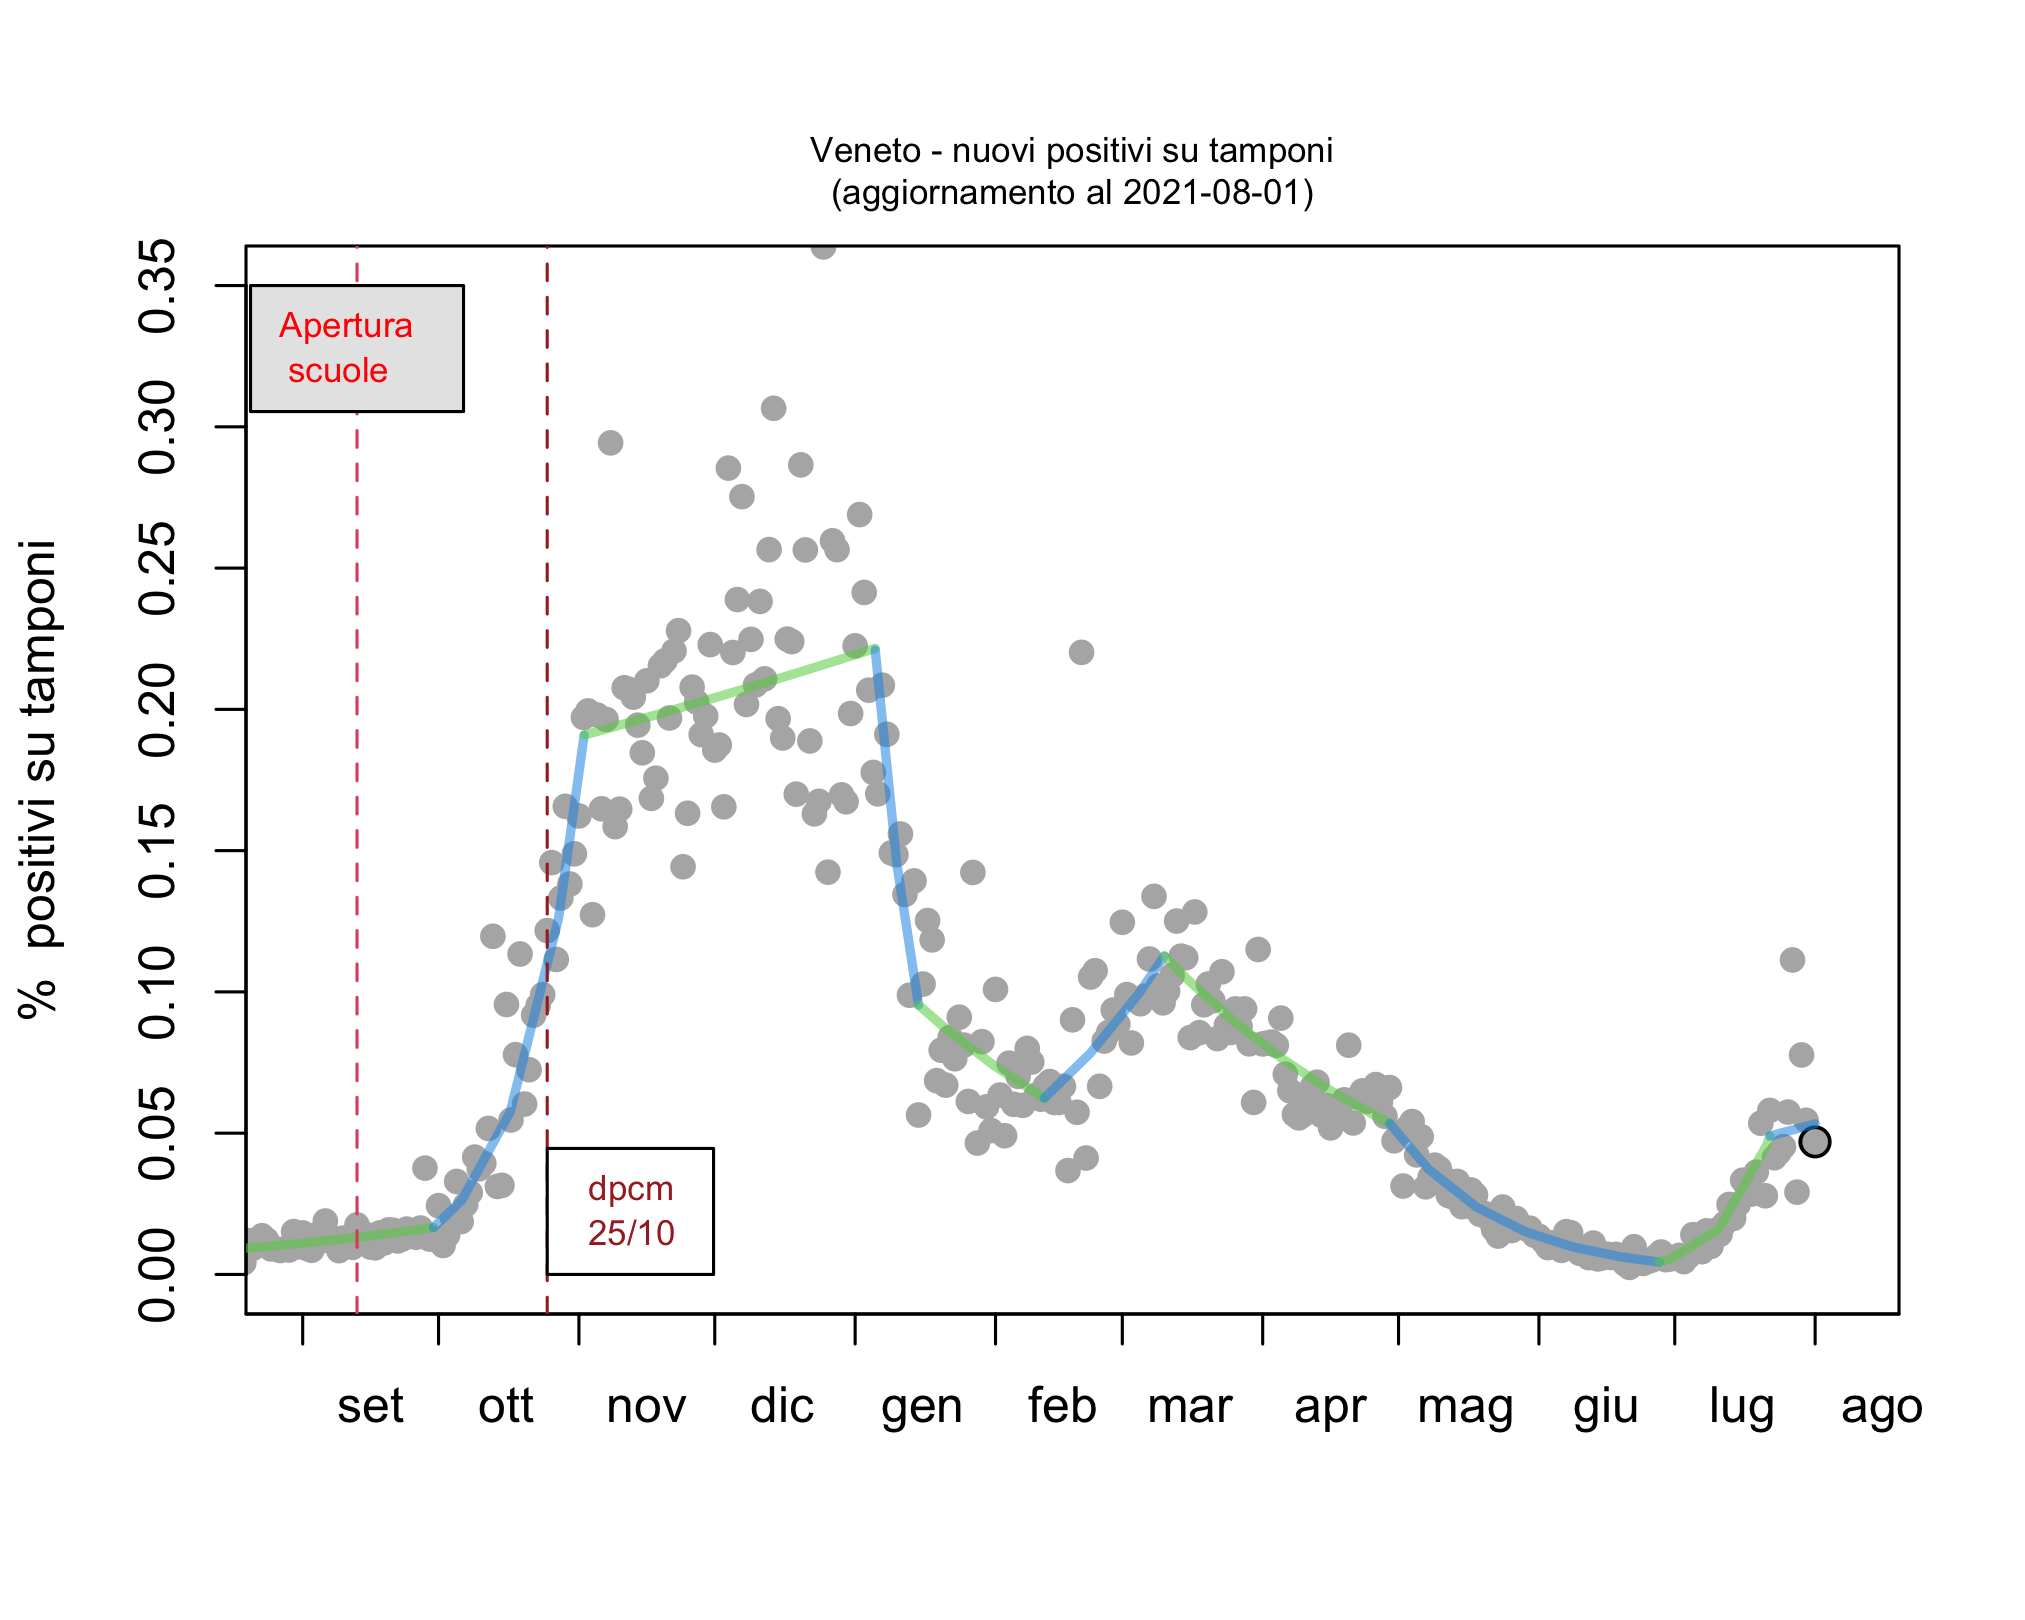 Veneto - nuovi positivi su tamponi
(aggiornamento al 2021-08-01)
% positivi su tamponi
0.35
0.30
0.25
0.20
0.15
0.10
0.05
0.00
Apertura
scuole
dpcm
25/10
set ott nov dic gen feb mar apr mag giu lug ago